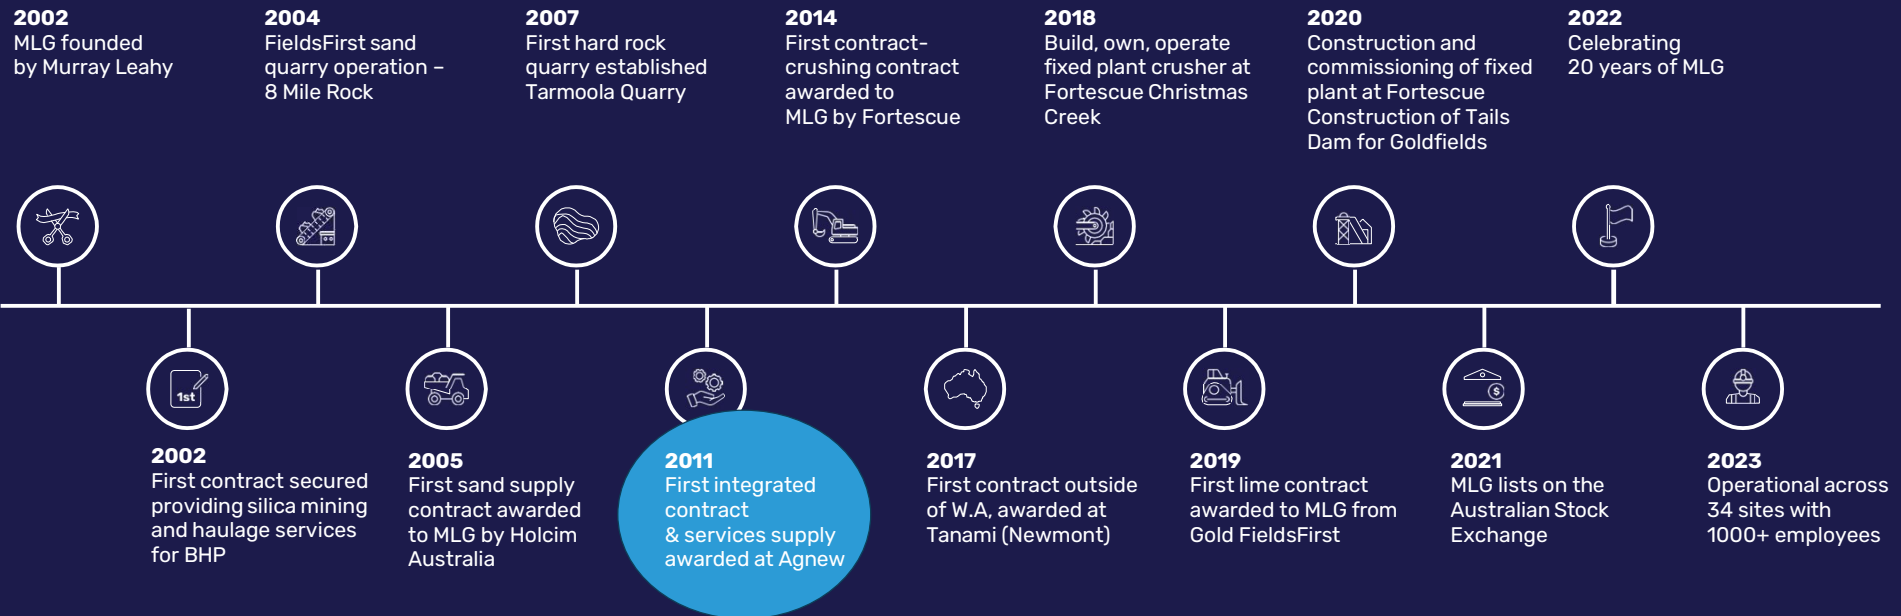 2002
MLG founded
by Murray Leahy
2004
FieldsFirst sand
quarry operation –
8 Mile Rock
2007
First hard rock
quarry established
Tarmoola Quarry
2014
First contract-
crushing contract
awarded to
MLG by Fortescue
2018
Build, own, operate
fixed plant crusher at
Fortescue Christmas
Creek
2020
Construction and
commissioning of fixed
plant at Fortescue
Construction of Tails
Dam for Goldfields
2022
Celebrating
20 years of MLG
1st
$
2002
First contract secured
providing silica mining
and haulage services
for BHP
2005
First sand supply
contract awarded
to MLG by Holcim
Australia
2011
First integrated
contract
& services supply
awarded at Agnew
2017
First contract outside
of W.A, awarded at
Tanami (Newmont)
2019
First lime contract
awarded to MLG from
Gold FieldsFirst
2021
MLG lists on the
Australian Stock
Exchange
2023
Operational across
34 sites with
1000+ employees